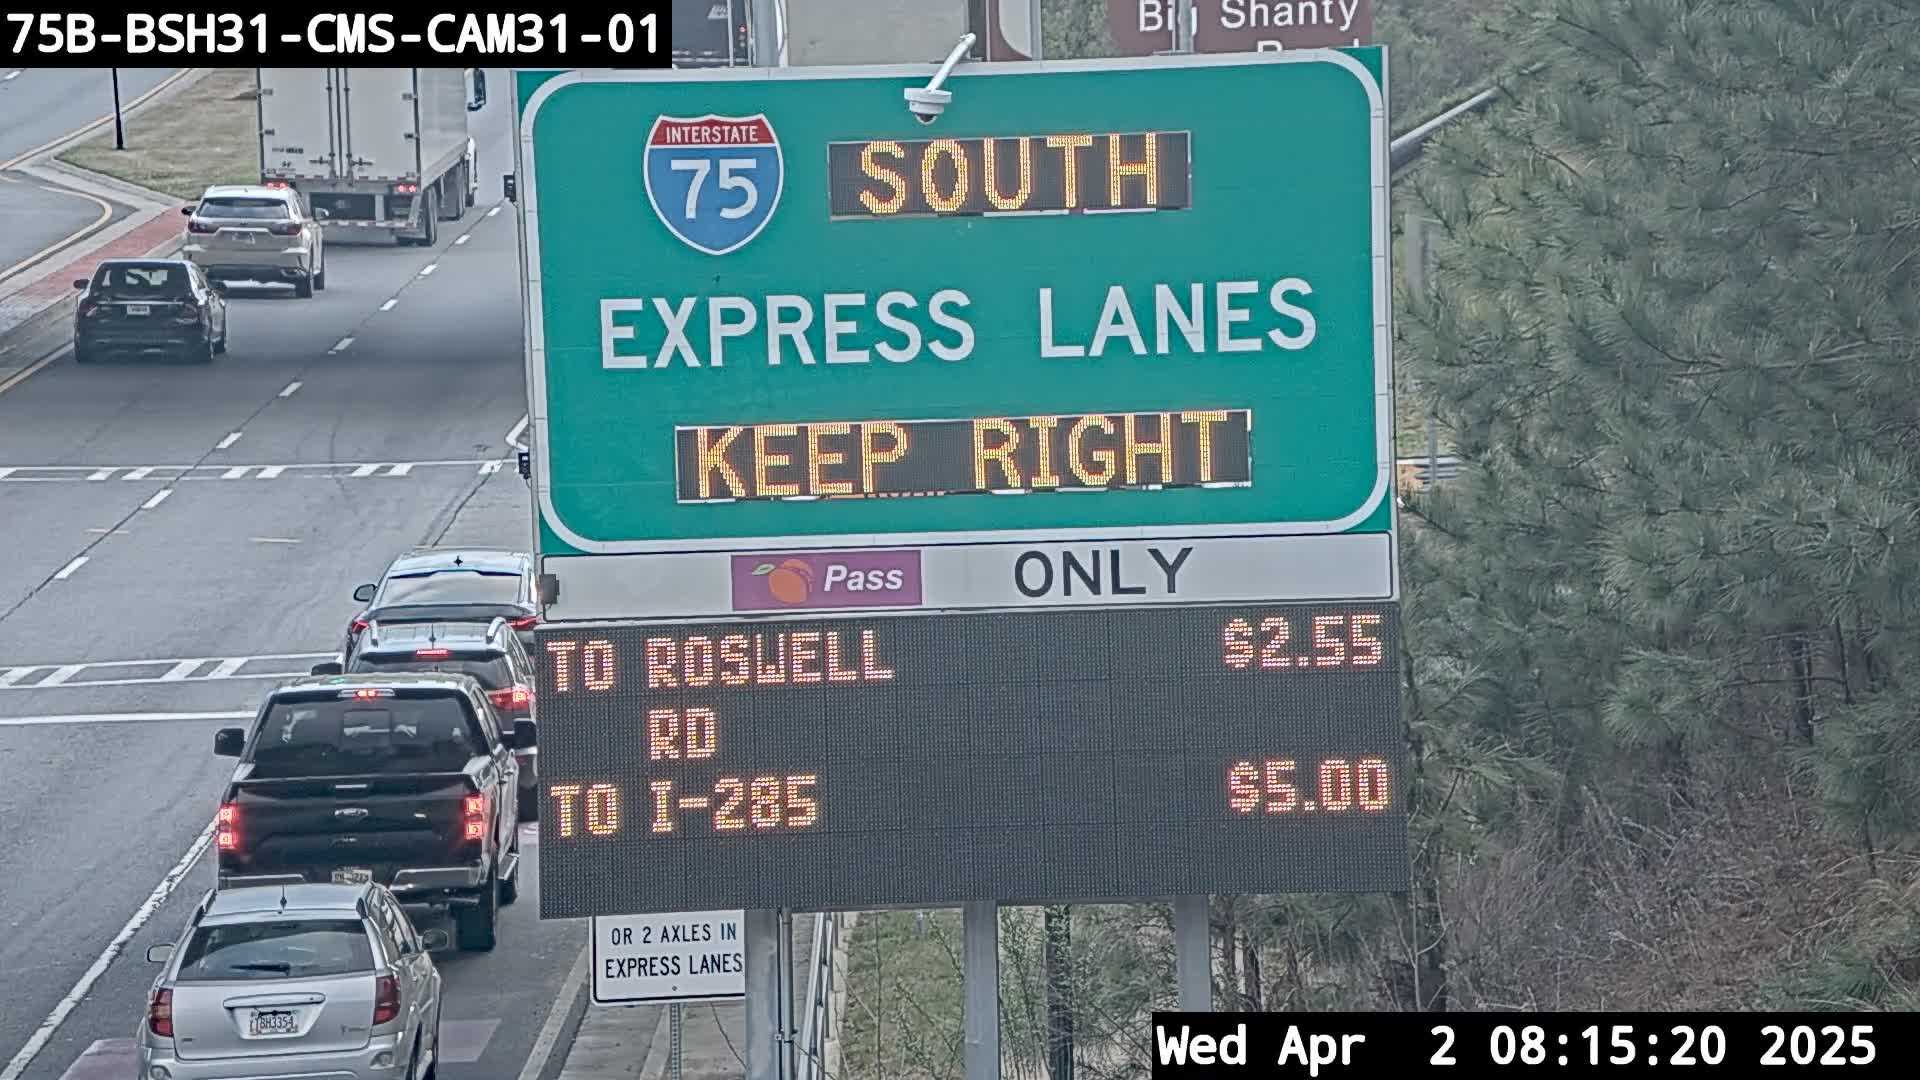 75B-BSH31-CMS-CAM31-01
Big Shanty
Road
INTERSTATE
75
SOUTH
EXPRESS LANES
KEEP RIGHT
Pass
ONLY
TO ROSWELL $2.55
RD
TO I-285 $5.00
OR 2 AXLES IN
EXPRESS LANES
Wed Apr 2 08:15:20 2025